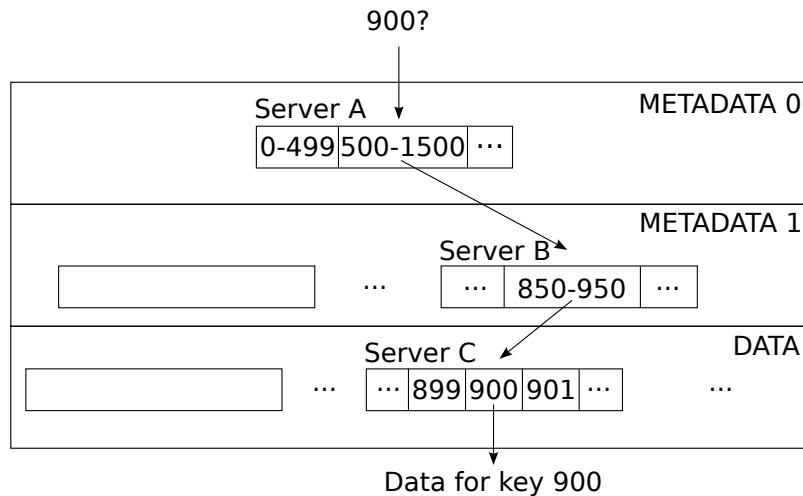 900?
METADATA 0
Server A
0-499 500-1500 ...
METADATA 1
Server B
... ... 850-950 ...
DATA
Server C
... ... 899 900 901 ... ...
Data for key 900